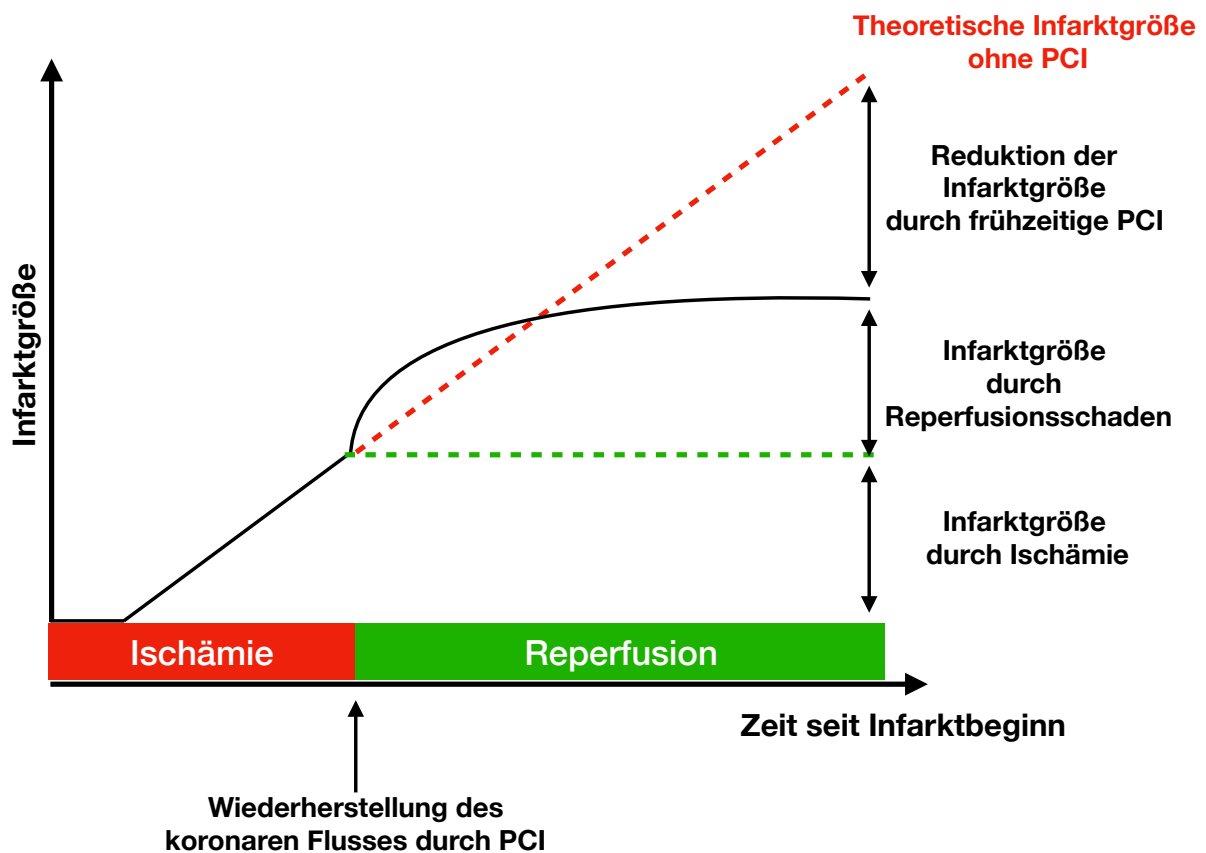 Theoretische Infarktgröße
ohne PCI
Reduktion der
Infarktgröße
durch frühzeitige PCI
Infarktgröße
Infarktgröße
durch
Reperfusionsschaden
Infarktgröße
durch Ischämie
Ischämie
Reperfusion
Zeit seit Infarktbeginn
Wiederherstellung des
koronaren Flusses durch PCI